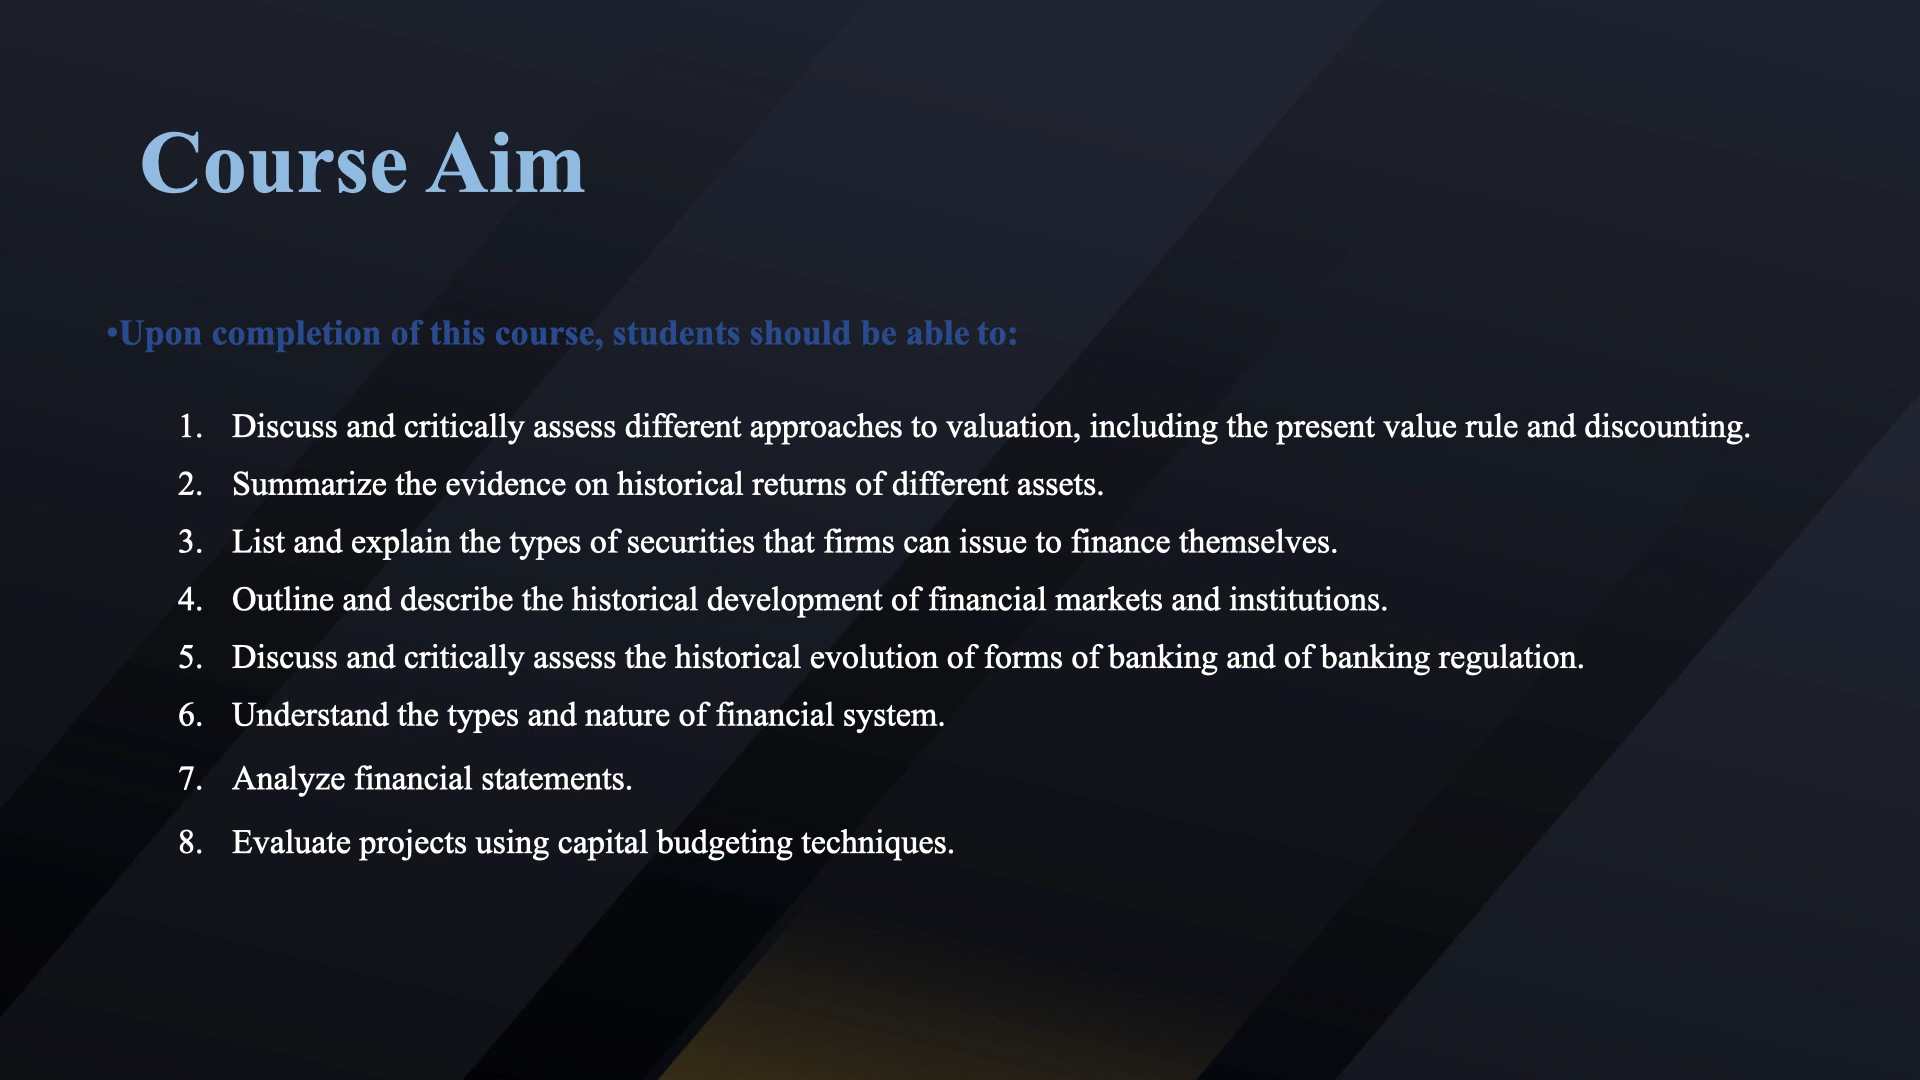 Course Aim
•Upon completion of this course, students should be able to:
1. Discuss and critically assess different approaches to valuation, including the present value rule and discounting.
2. Summarize the evidence on historical returns of different assets.
3. List and explain the types of securities that firms can issue to finance themselves.
4. Outline and describe the historical development of financial markets and institutions.
5. Discuss and critically assess the historical evolution of forms of banking and of banking regulation.
6. Understand the types and nature of financial system.
7. Analyze financial statements.
8. Evaluate projects using capital budgeting techniques.